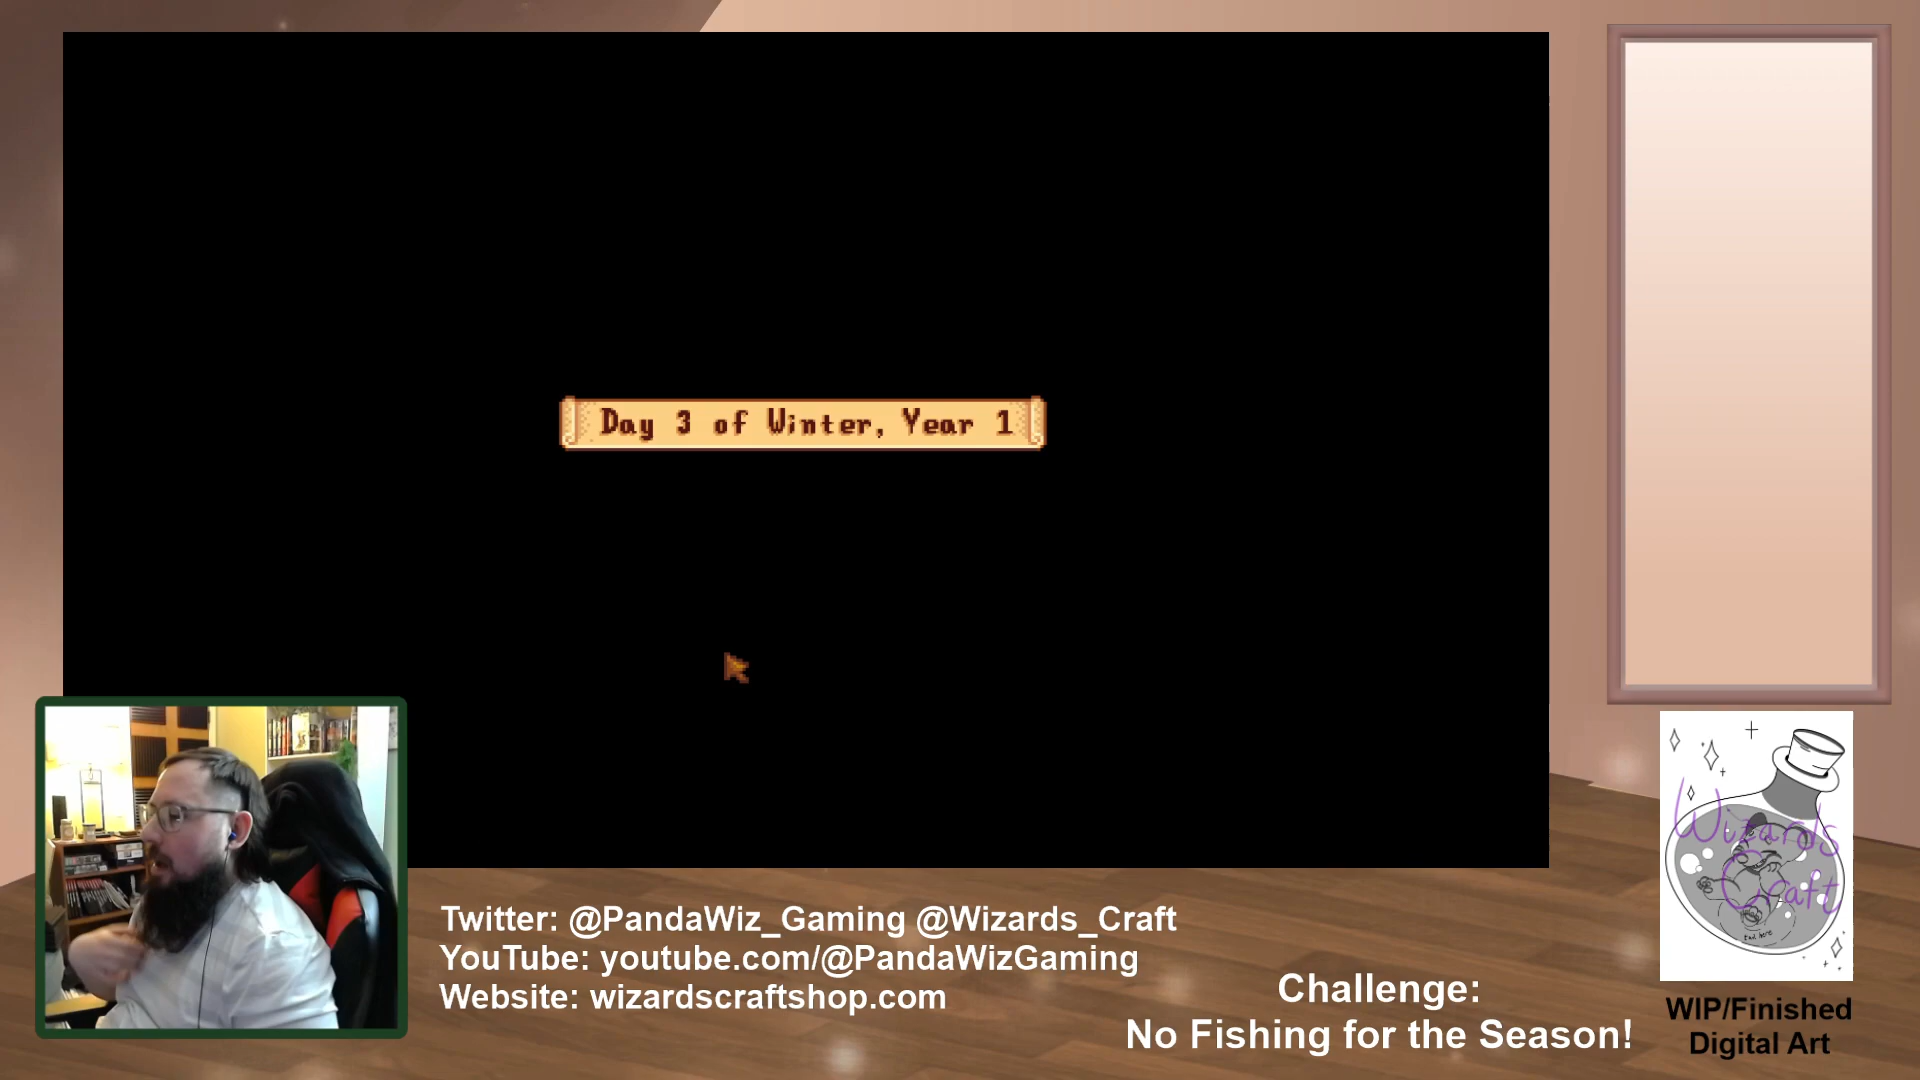 Day 3 of Winter, Year 1
Twitter: @PandaWiz_Gaming @Wizards_Craft
YouTube: youtube.com/@PandaWizGaming
Website: wizardscraftshop.com
Challenge:
No Fishing for the Season!
Wizards
Craft
WIP/Finished
Digital Art